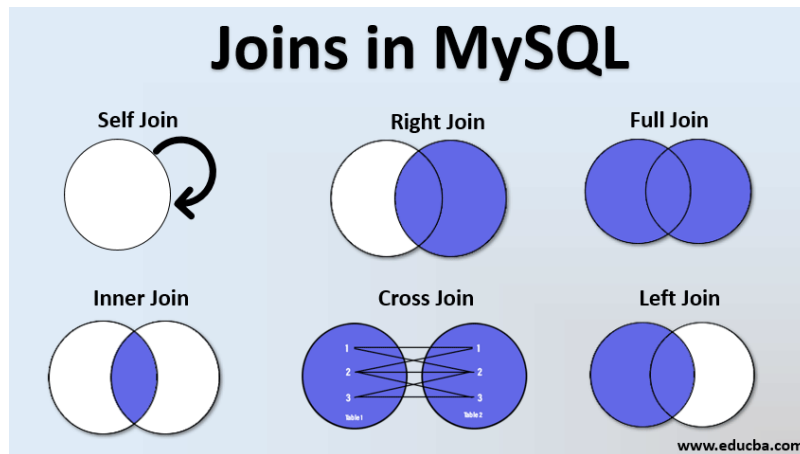 Joins in MySQL
Self Join
Right Join
Full Join
Inner Join
Cross Join
Left Join
1
1
2
2
3
3
Table 1
Table 2
www.educba.com